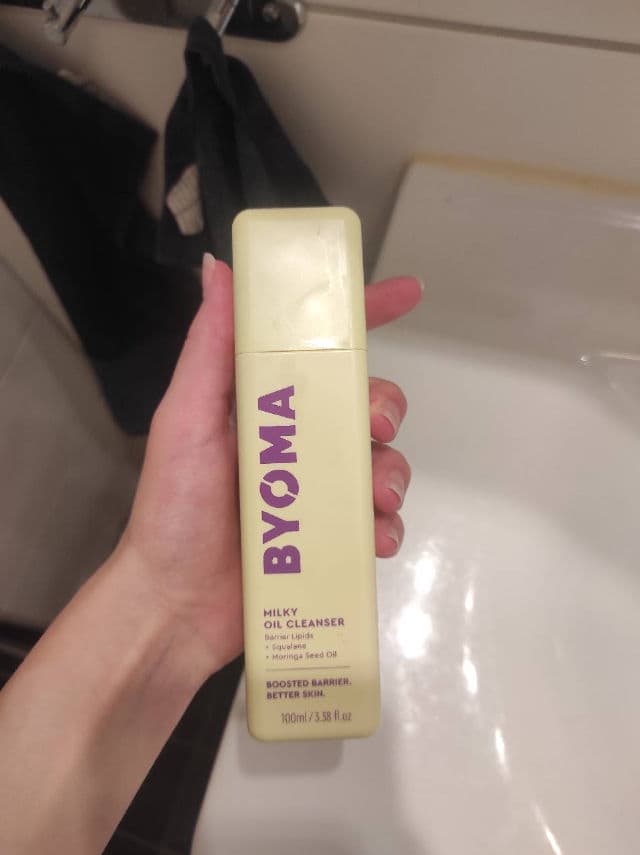 BYOMA
MILKY
OIL CLEANSER
Barrier Lipids
+ Squalane
+ Moringa Seed Oil
BOOSTED BARRIER.
BETTER SKIN.
100ml / 3.38 fl.oz